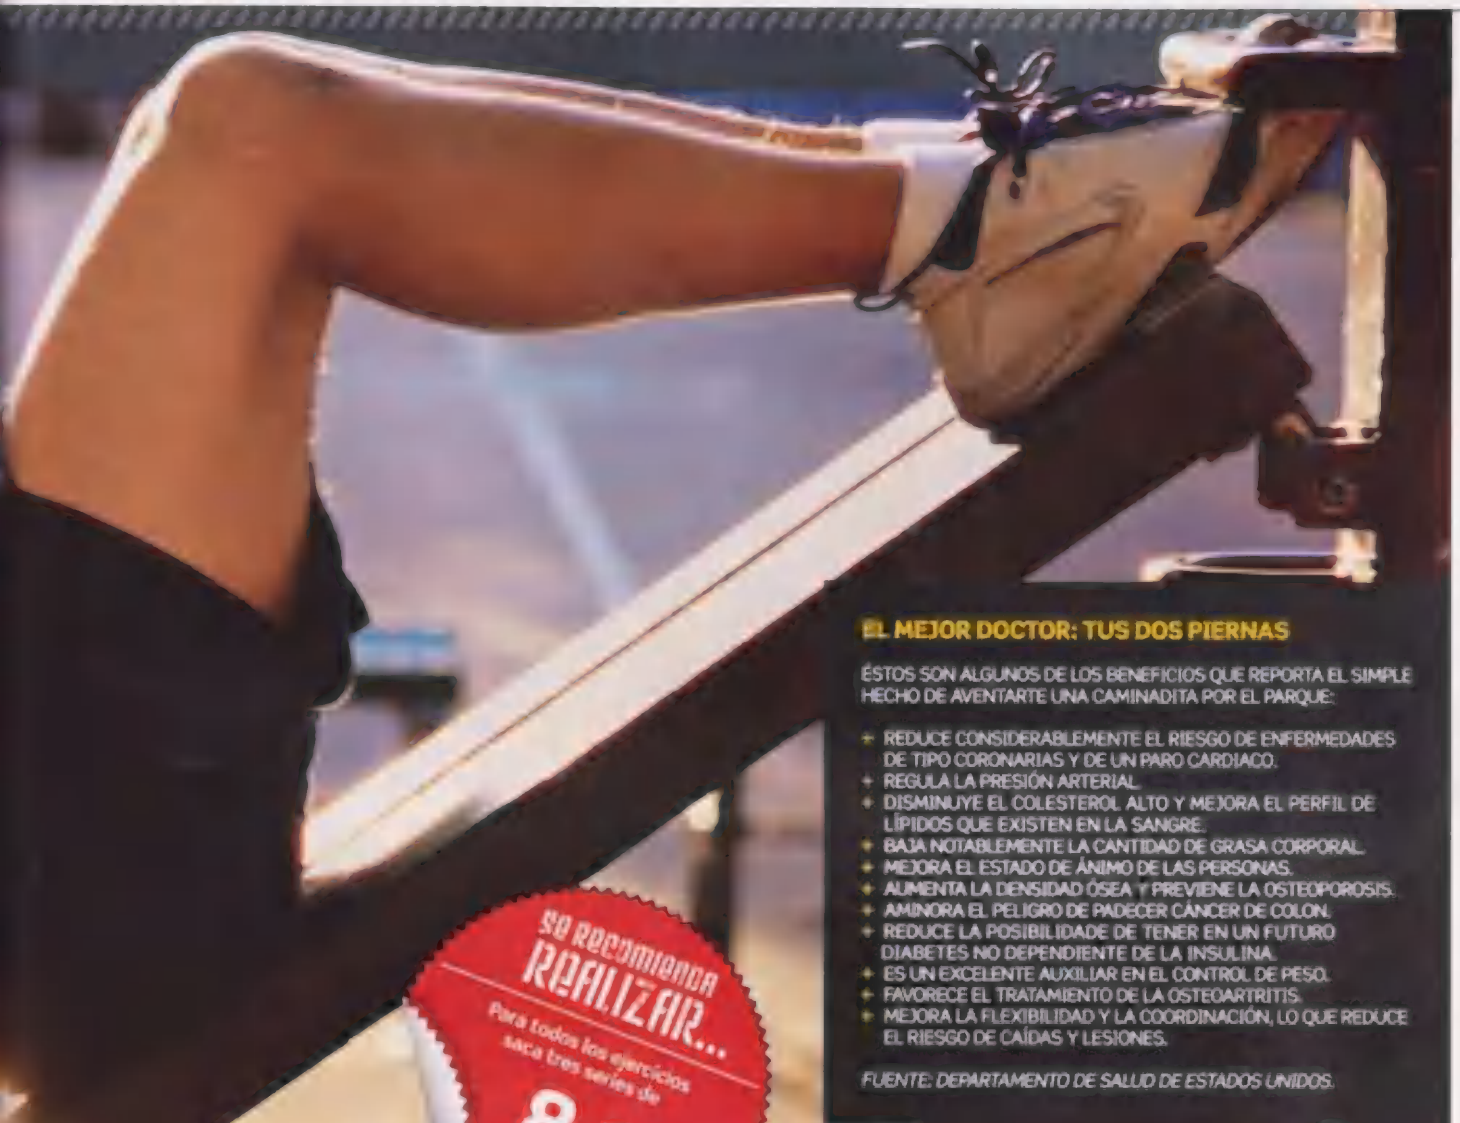 EL MEJOR DOCTOR: TUS DOS PIERNAS
ÉSTOS SON ALGUNOS DE LOS BENEFICIOS QUE REPORTA EL SIMPLE
HECHO DE AVENTARTE UNA CAMINADITA POR EL PARQUE:
+ REDUCE CONSIDERABLEMENTE EL RIESGO DE ENFERMEDADES
DE TIPO CORONARIAS Y DE UN PARO CARDIACO.
+ REGULA LA PRESIÓN ARTERIAL.
+ DISMINUYE EL COLESTEROL ALTO Y MEJORA EL PERFIL DE
LÍPIDOS QUE EXISTEN EN LA SANGRE.
+ BAJA NOTABLEMENTE LA CANTIDAD DE GRASA CORPORAL.
+ MEJORA EL ESTADO DE ÁNIMO DE LAS PERSONAS.
+ AUMENTA LA DENSIDAD ÓSEA Y PREVIENE LA OSTEOPOROSIS.
+ AMINORA EL PELIGRO DE PADECER CÁNCER DE COLON.
+ REDUCE LA POSIBILIDADE DE TENER EN UN FUTURO
DIABETES NO DEPENDIENTE DE LA INSULINA.
+ ES UN EXCELENTE AUXILIAR EN EL CONTROL DE PESO.
+ FAVORECE EL TRATAMIENTO DE LA OSTEOARTRITIS.
+ MEJORA LA FLEXIBILIDAD Y LA COORDINACIÓN, LO QUE REDUCE
EL RIESGO DE CAÍDAS Y LESIONES.
FUENTE: DEPARTAMENTO DE SALUD DE ESTADOS UNIDOS.
Se recomienda
REALIZAR...
Para todos los ejercicios
saca tres series de